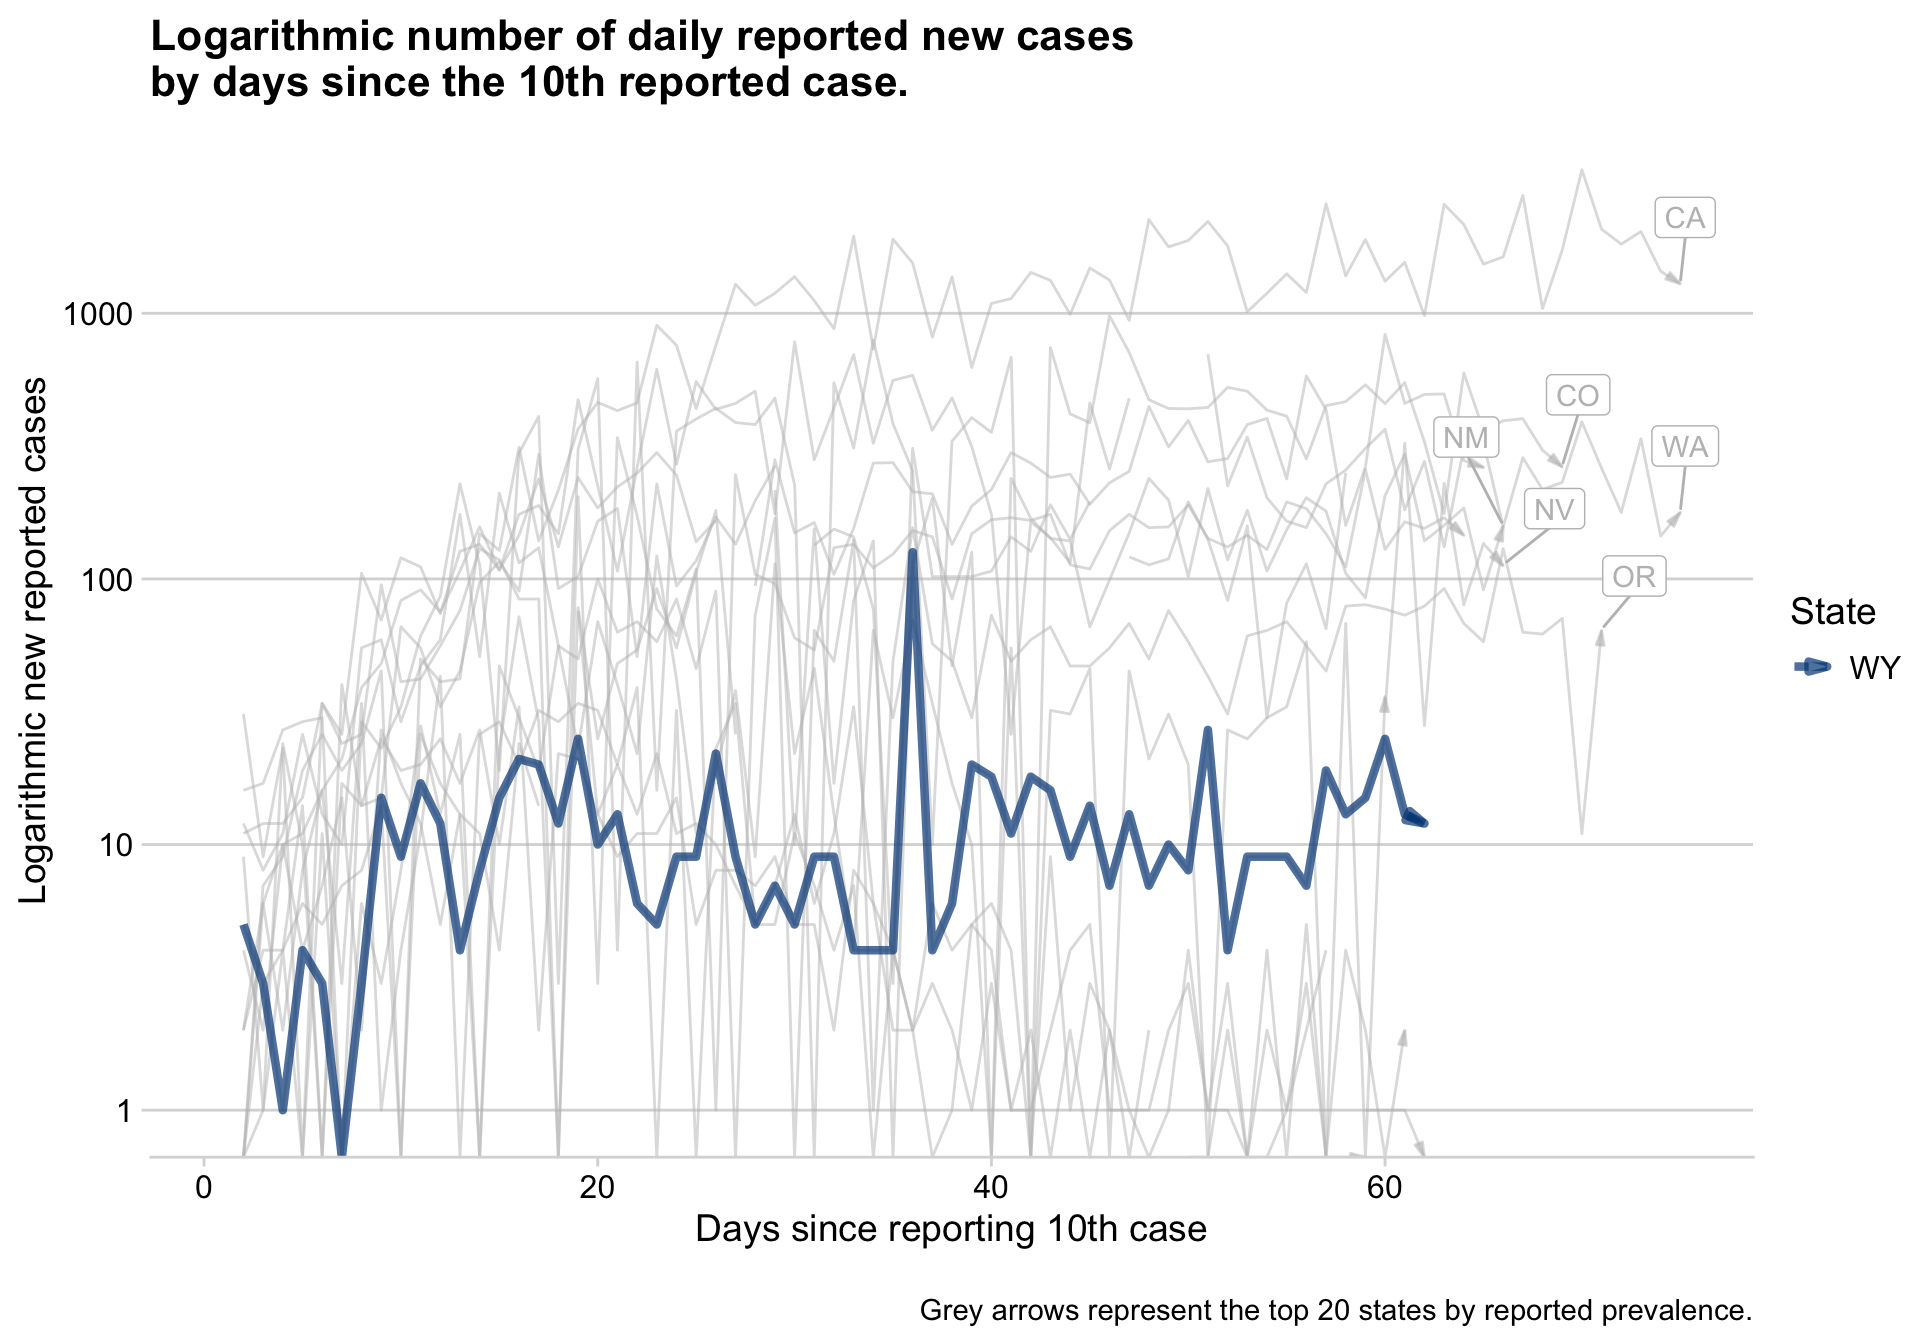 Logarithmic number of daily reported new cases
by days since the 10th reported case.
Logarithmic new reported cases
1000
100
10
1
CA
CO
NM
WA
NV
OR
State
WY
0
20
40
60
Days since reporting 10th case
Grey arrows represent the top 20 states by reported prevalence.